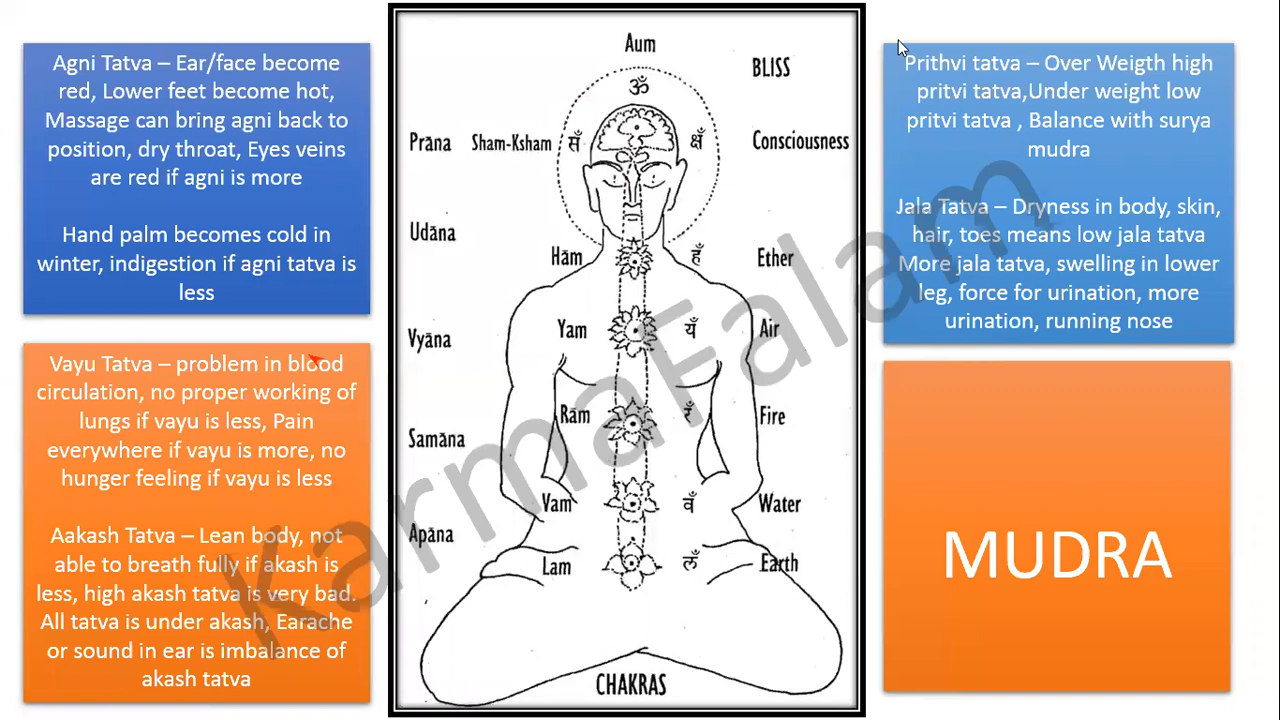 Agni Tatva – Ear/face become
red, Lower feet become hot,
Massage can bring agni back to
position, dry throat, Eyes veins
are red if agni is more
Hand palm becomes cold in
winter, indigestion if agni tatva is
less
Vayu Tatva – problem in blood
circulation, no proper working of
lungs if vayu is less, Pain
everywhere if vayu is more, no
hunger feeling if vayu is less
Aakash Tatva – Lean body, not
able to breath fully if akash is
less, high akash tatva is very bad.
All tatva is under akash, Earache
or sound in ear is imbalance of
akash tatva
Aum
BLISS
ॐ
Prāna Sham-Ksham सँ क्षँ Consciousness
Udāna
Hām हँ Ether
Vyāna Yam यँ Air
Samāna Rām रँ Fire
Apāna Vam वँ Water
Lam लँ Earth
CHAKRAS
Prithvi tatva – Over Weigth high
pritvi tatva,Under weight low
pritvi tatva , Balance with surya
mudra
Jala Tatva – Dryness in body, skin,
hair, toes means low jala tatva
More jala tatva, swelling in lower
leg, force for urination, more
urination, running nose
MUDRA
KarmaFalam